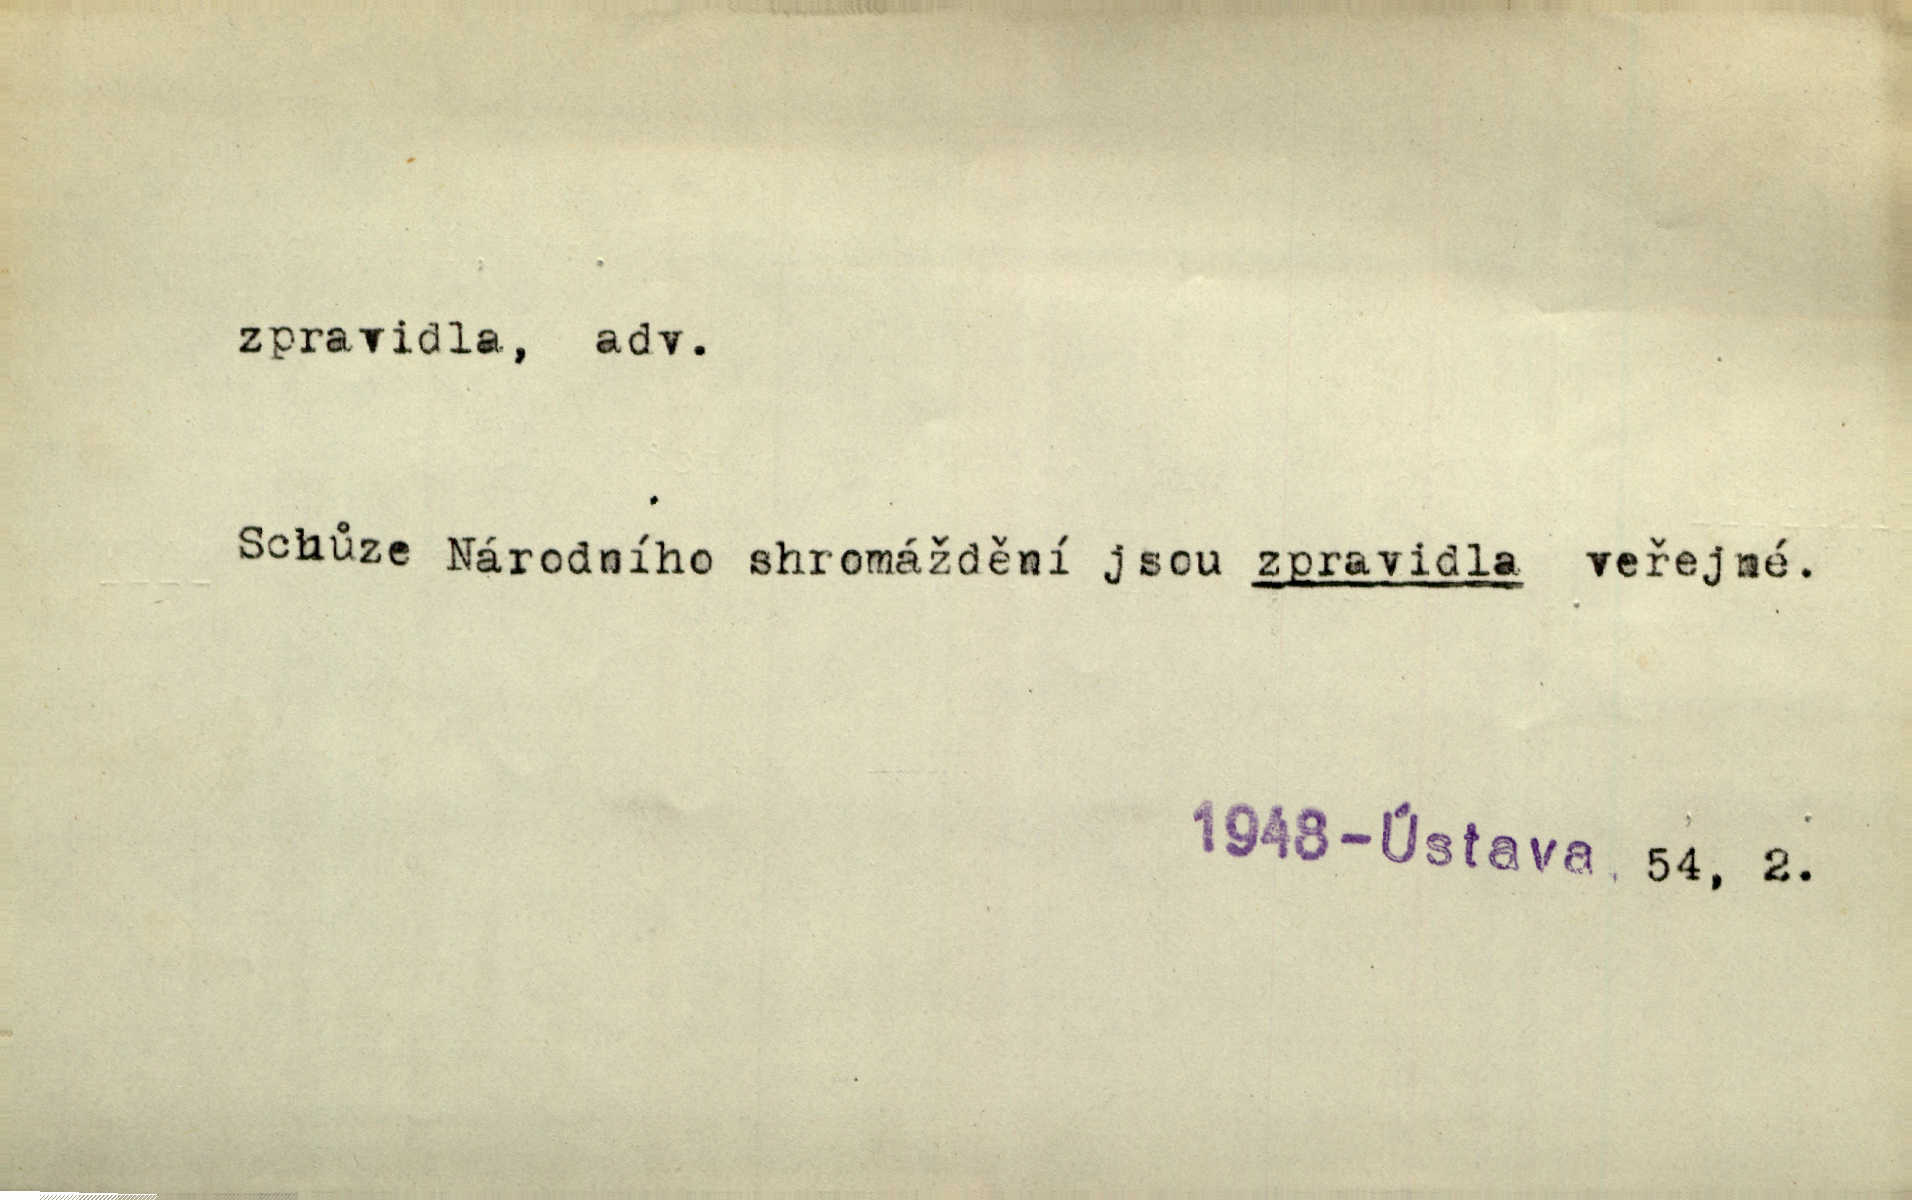 zpravidla, adv.
Schůze Národního shromáždění jsou zpravidla veřejné.
1948-Ústava, 54, 2.